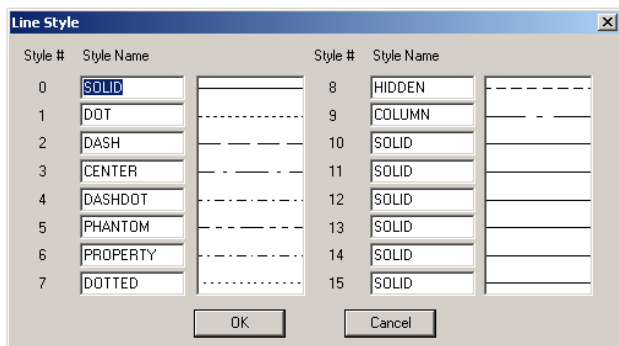 Line Style
Style # Style Name Style # Style Name
0 SOLID 8 HIDDEN
1 DOT 9 COLUMN
2 DASH 10 SOLID
3 CENTER 11 SOLID
4 DASHDOT 12 SOLID
5 PHANTOM 13 SOLID
6 PROPERTY 14 SOLID
7 DOTTED 15 SOLID
OK Cancel